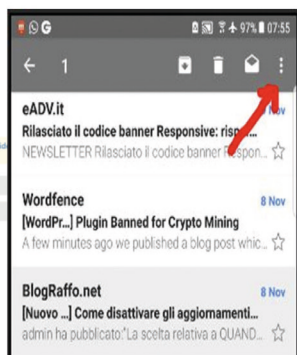 G 97% 07:55
1
eADV.it Nov
Rilasciato il codice banner Responsive:
NEWSLETTER Rilasciato il codice banner
Wordfence 8 Nov
[WordPr...] Plugin Banned for Crypto Mining
A few minutes ago we published a blog post whic...
BlogRaffo.net 8 Nov
[Nuovo ...] Come disattivare gli aggiornamenti...
admin ha pubblicato:"La scelta relativa a QUAND...